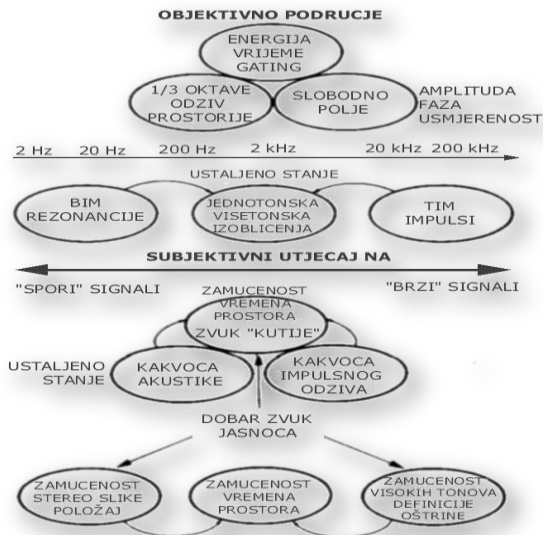 OBJEKTIVNO PODRUCJE
ENERGIJA
VRIJEME
GATING
1/3 OKTAVE
ODZIV
PROSTORIJE
SLOBODNO
POLJE
AMPLITUDA
FAZA
USMJERENOST
2 Hz 20 Hz 200 Hz 2 kHz 20 kHz 200 kHz
USTALJENO STANJE
BIM
REZONANCIJE
JEDNOTONSKA
VISETONSKA
IZOBLICENJA
TIM
IMPULSI
SUBJEKTIVNI UTJECAJ NA
"SPORI" SIGNALI
"BRZI" SIGNALI
ZAMUCENOST
VREMENA
PROSTORA
ZVUK "KUTIJE"
USTALJENO
STANJE
KAKVOCA
AKUSTIKE
KAKVOCA
IMPULSNOG
ODZIVA
DOBAR ZVUK
JASNOCA
ZAMUCENOST
STEREO SLIKE
POLOŽAJ
ZAMUCENOST
VREMENA
PROSTORA
ZAMUCENOST
VISOKIH TONOVA
DEFINICIJE
OŠTRINE